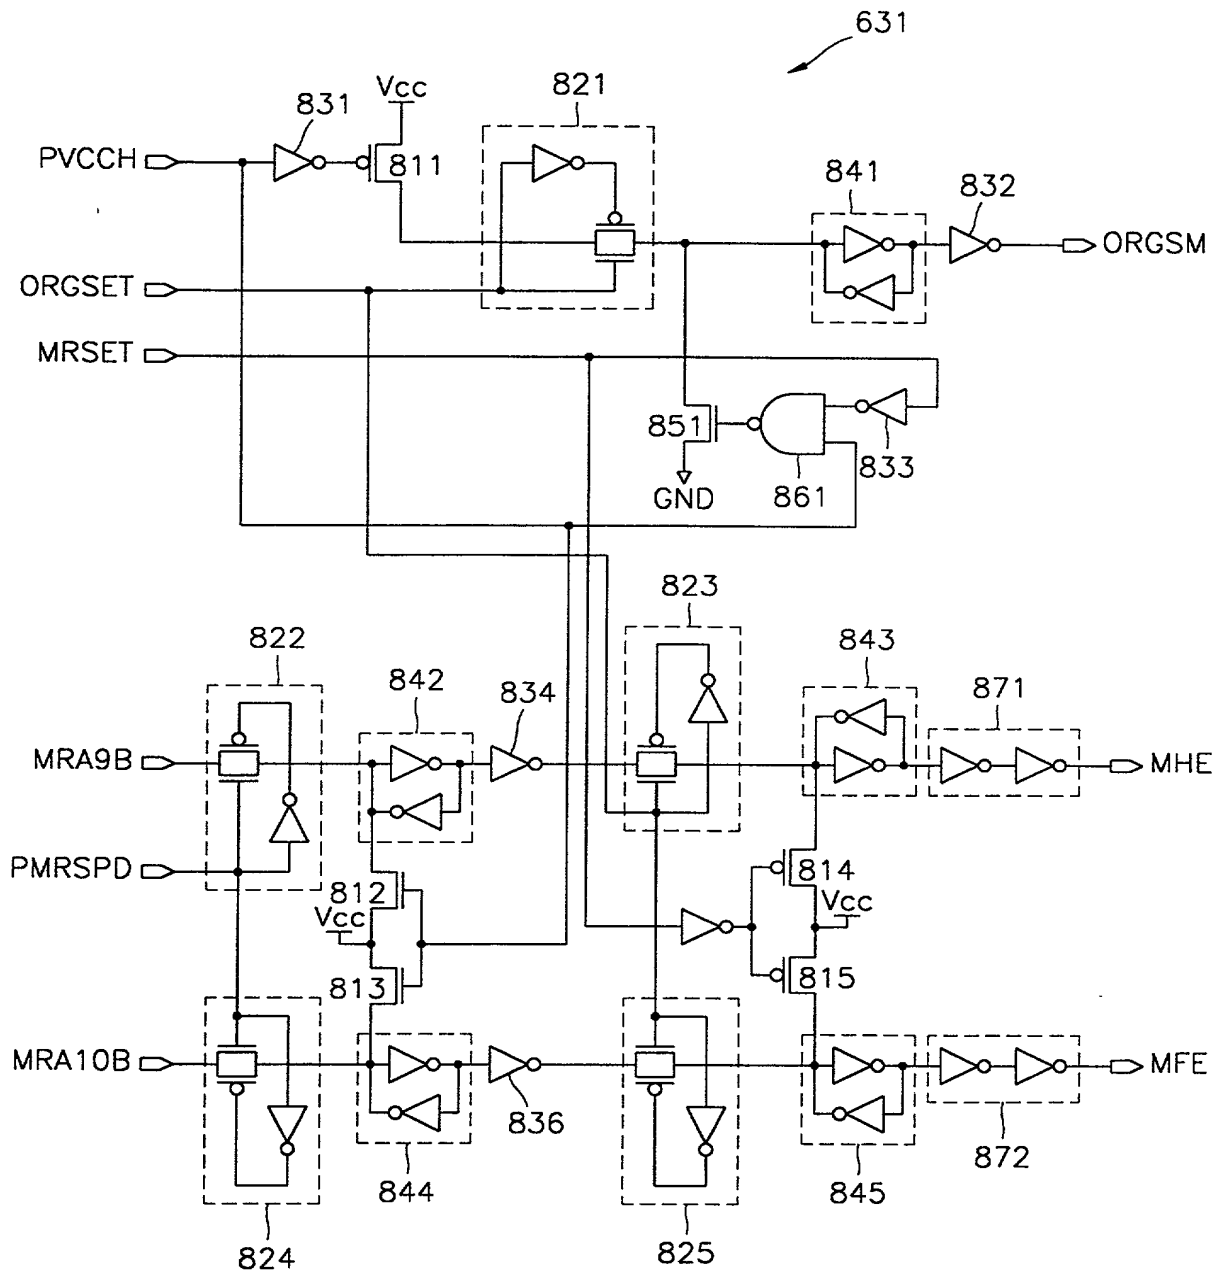 631
Vcc
831
821
PVCCH
811
841
832
ORGSM
ORGSET
MRSET
851
861
833
GND
823
822
842
834
843
871
MRA9B
MHE
PMRSPD
812
Vcc
814
Vcc
813
815
MRA10B
MFE
836
844
845
872
824
825